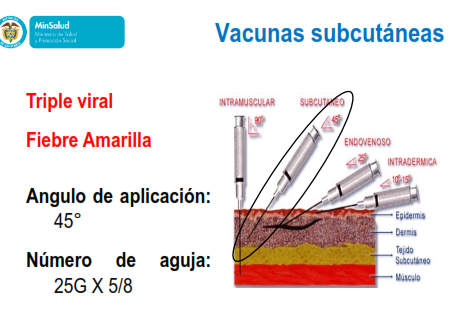 MinSalud
Ministerio de Salud
y Protección Social
Vacunas subcutáneas
Triple viral
Fiebre Amarilla
Angulo de aplicación:
45°
Número de aguja:
25G X 5/8
INTRAMUSCULAR
SUBCUTANEO
90°
45°
ENDOVENOSO
25°
INTRADERMICA
10°-15°
Epidermis
Dermis
Tejido
Subcutáneo
Músculo